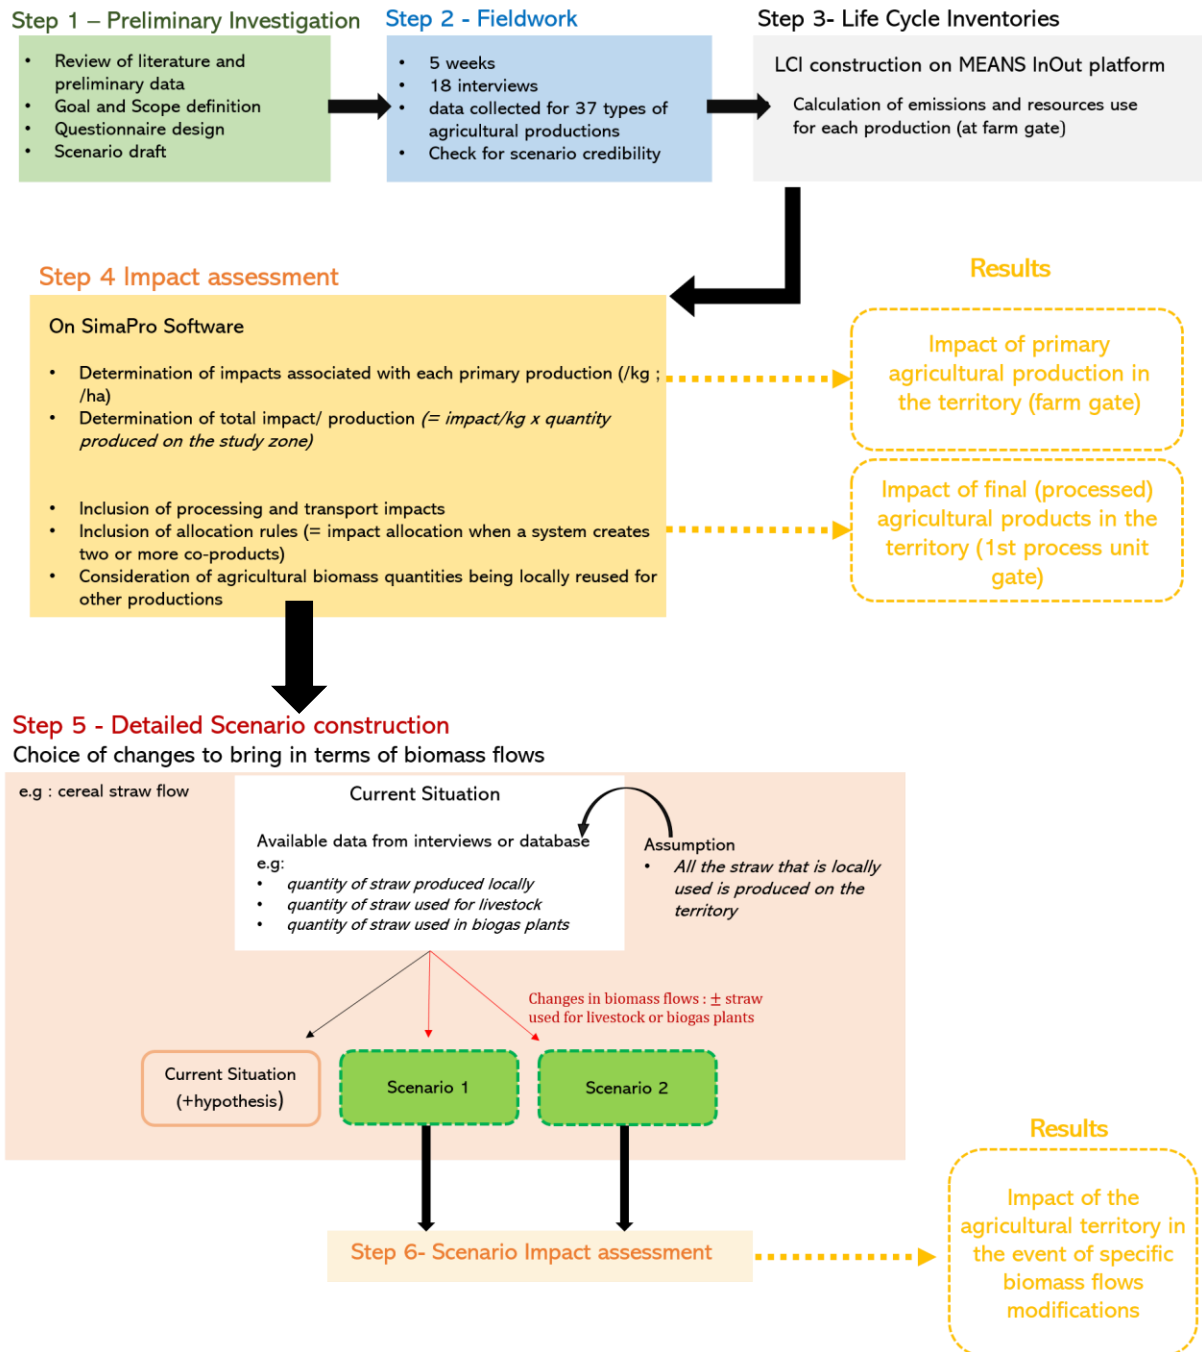 Step 1 – Preliminary Investigation
• Review of literature and
preliminary data
• Goal and Scope definition
• Questionnaire design
• Scenario draft
Step 2 - Fieldwork
• 5 weeks
• 18 interviews
• data collected for 37 types of
agricultural productions
• Check for scenario credibility
Step 3- Life Cycle Inventories
LCI construction on MEANS InOut platform
Calculation of emissions and resources use
for each production (at farm gate)
Step 4 Impact assessment
On SimaPro Software
• Determination of impacts associated with each primary production (/kg ;
/ha)
• Determination of total impact/ production (= impact/kg x quantity
produced on the study zone)
• Inclusion of processing and transport impacts
• Inclusion of allocation rules (= impact allocation when a system creates
two or more co-products)
• Consideration of agricultural biomass quantities being locally reused for
other productions
Results
Impact of primary
agricultural production in
the territory (farm gate)
Impact of final (processed)
agricultural products in the
territory (1st process unit
gate)
Step 5 - Detailed Scenario construction
Choice of changes to bring in terms of biomass flows
e.g : cereal straw flow
Current Situation
Available data from interviews or database
e.g:
• quantity of straw produced locally
• quantity of straw used for livestock
• quantity of straw used in biogas plants
Assumption
• All the straw that is locally
used is produced on the
territory
Changes in biomass flows : ± straw
used for livestock or biogas plants
Current Situation
(+hypothesis)
Scenario 1
Scenario 2
Step 6- Scenario Impact assessment
Results
Impact of the
agricultural territory in
the event of specific
biomass flows
modifications